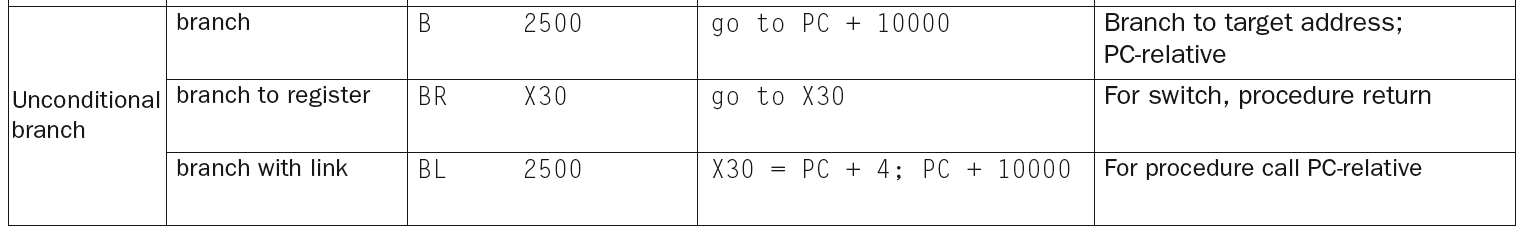 Unconditional
branch
branch B 2500 go to PC + 10000 Branch to target address;
PC-relative
branch to register BR X30 go to X30 For switch, procedure return
branch with link BL 2500 X30 = PC + 4; PC + 10000 For procedure call PC-relative